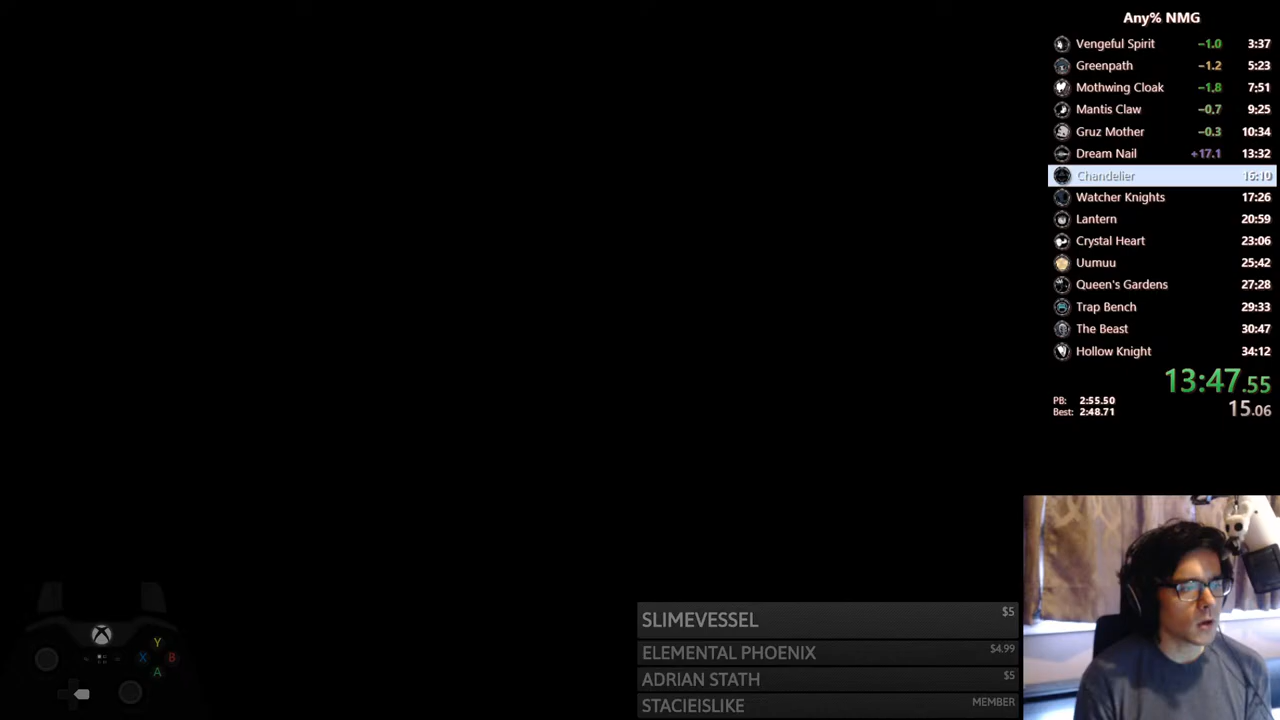 Any% NMG
Vengeful Spirit −1.0 3:37
Greenpath −1.2 5:23
Mothwing Cloak −1.8 7:51
Mantis Claw −0.7 9:25
Gruz Mother −0.3 10:34
Dream Nail +17.1 13:32
Chandelier 16:10
Watcher Knights 17:26
Lantern 20:59
Crystal Heart 23:06
Uumuu 25:42
Queen's Gardens 27:28
Trap Bench 29:33
The Beast 30:47
Hollow Knight 34:12
13:47.55
PB: 2:55.50
Best: 2:48.71
15.06
SLIMEVESSEL $5
ELEMENTAL PHOENIX $4.99
ADRIAN STATH $5
STACIEISLIKE MEMBER
Y
X B
A